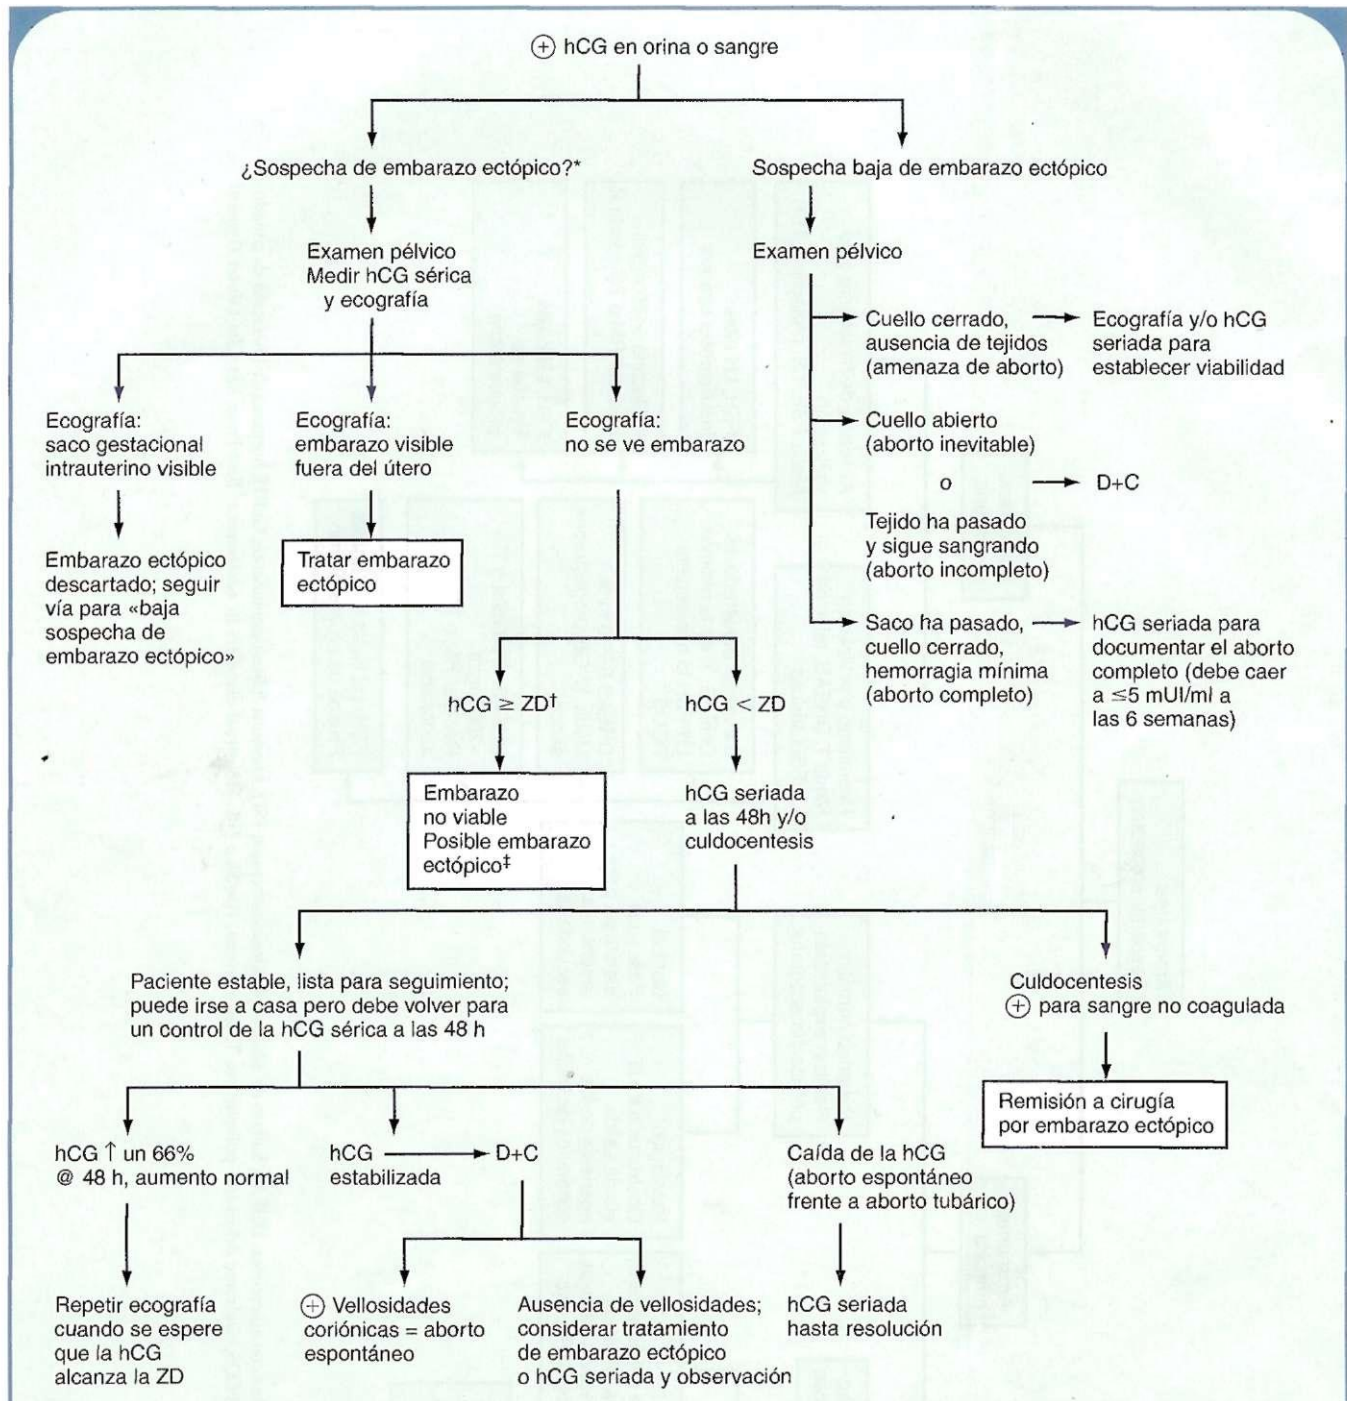 ⊕ hCG en orina o sangre
¿Sospecha de embarazo ectópico?*
Sospecha baja de embarazo ectópico
Examen pélvico
Medir hCG sérica
y ecografía
Examen pélvico
Cuello cerrado,
ausencia de tejidos
(amenaza de aborto)
Ecografía y/o hCG
seriada para
establecer viabilidad
Cuello abierto
(aborto inevitable)
o
D+C
Tejido ha pasado
y sigue sangrando
(aborto incompleto)
Saco ha pasado,
cuello cerrado,
hemorragia mínima
(aborto completo)
hCG seriada para
documentar el aborto
completo (debe caer
a ≤5 mUI/ml a
las 6 semanas)
Ecografía:
saco gestacional
intrauterino visible
Ecografía:
embarazo visible
fuera del útero
Ecografía:
no se ve embarazo
Embarazo ectópico
descartado; seguir
vía para «baja
sospecha de
embarazo ectópico»
Tratar embarazo
ectópico
hCG ≥ ZD†
hCG < ZD
Embarazo
no viable
Posible embarazo
ectópico‡
hCG seriada
a las 48h y/o
culdocentesis
Paciente estable, lista para seguimiento;
puede irse a casa pero debe volver para
un control de la hCG sérica a las 48 h
Culdocentesis
⊕ para sangre no coagulada
Remisión a cirugía
por embarazo ectópico
hCG ↑ un 66%
@ 48 h, aumento normal
hCG
estabilizada
D+C
Caída de la hCG
(aborto espontáneo
frente a aborto tubárico)
Repetir ecografía
cuando se espere
que la hCG
alcanza la ZD
⊕ Vellosidades
coriónicas = aborto
espontáneo
Ausencia de vellosidades;
considerar tratamiento
de embarazo ectópico
o hCG seriada y observación
hCG seriada
hasta resolución